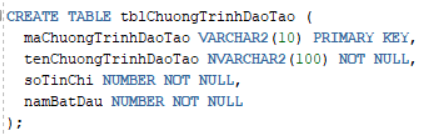 CREATE TABLE tblChuongTrinhDaoTao (
maChuongTrinhDaoTao VARCHAR2(10) PRIMARY KEY,
tenChuongTrinhDaoTao NVARCHAR2(100) NOT NULL,
soTinChi NUMBER NOT NULL,
namBatDau NUMBER NOT NULL
);